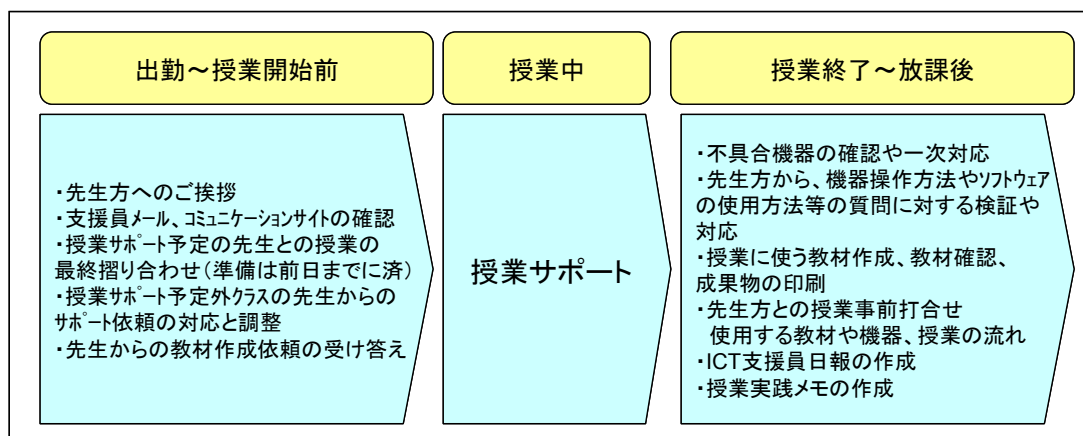 出勤～授業開始前
・先生方へのご挨拶
・支援員メール、ｺﾐｭﾆｹｰｼｮﾝサイトの確認
・授業サポート予定の先生との授業の
最終摺り合わせ（準備は前日までに済）
・授業ｻﾎﾟｰﾄ予定外ｸﾗｽの先生からの
ｻﾎﾟｰﾄ依頼の対応と調整
・先生からの教材作成依頼の受け答え
授業中
授業サポート
授業終了～放課後
・不具合機器の確認や一次対応
・先生方から、機器操作方法やｿﾌﾄｳｪｱ
の使用方法等の質問に対する検証や
対応
・授業に使う教材作成、教材確認、
成果物の印刷
・先生方との授業事前打合せ
使用する教材や機器、授業の流れ
・ICT支援員日報の作成
・授業実践メモの作成